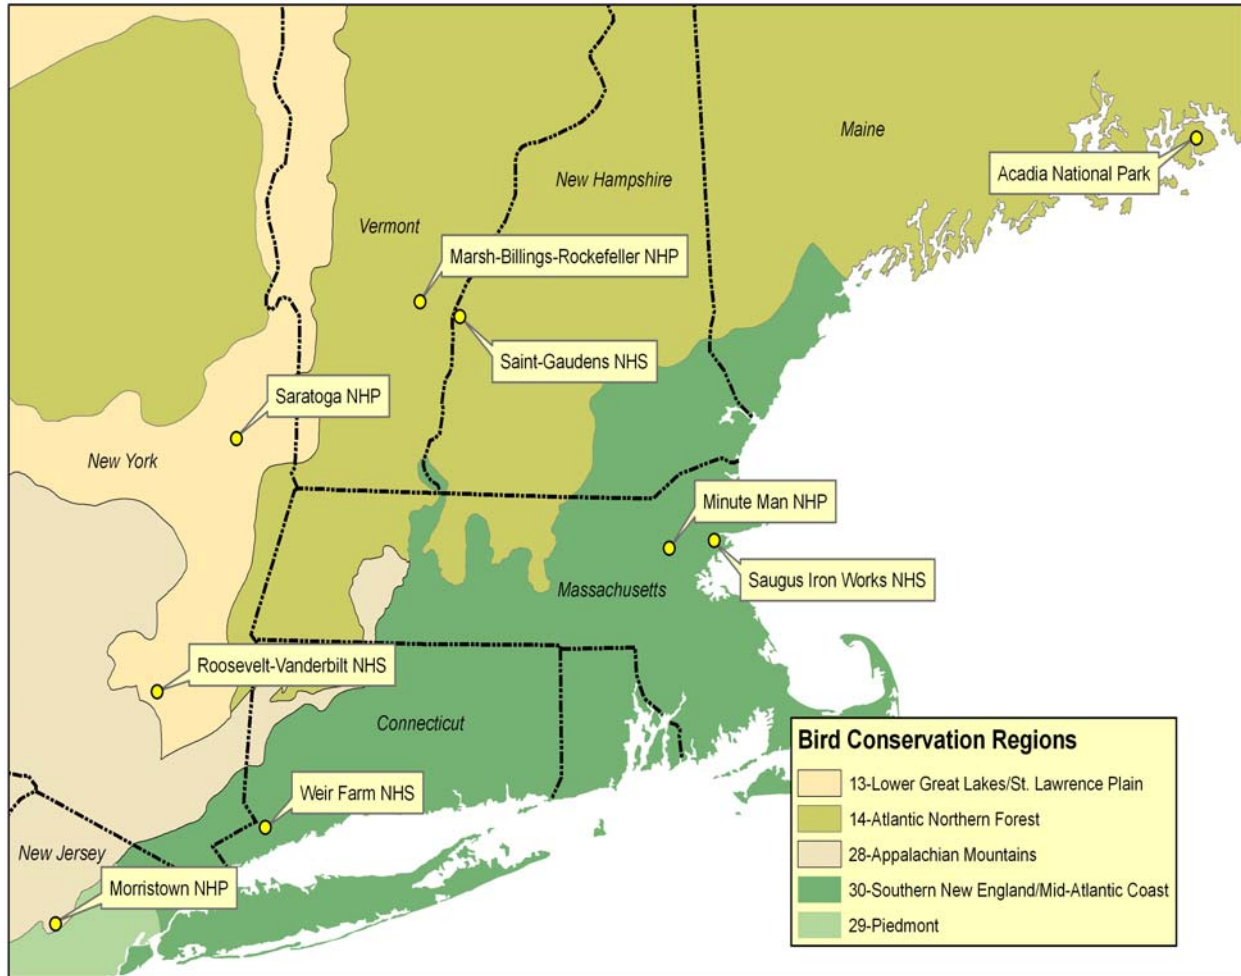 Maine
Acadia National Park
New Hampshire
Vermont
Marsh-Billings-Rockefeller NHP
Saint-Gaudens NHS
Saratoga NHP
New York
Minute Man NHP
Saugus Iron Works NHS
Massachusetts
Roosevelt-Vanderbilt NHS
Connecticut
Weir Farm NHS
New Jersey
Morristown NHP
Bird Conservation Regions
13-Lower Great Lakes/St. Lawrence Plain
14-Atlantic Northern Forest
28-Appalachian Mountains
30-Southern New England/Mid-Atlantic Coast
29-Piedmont